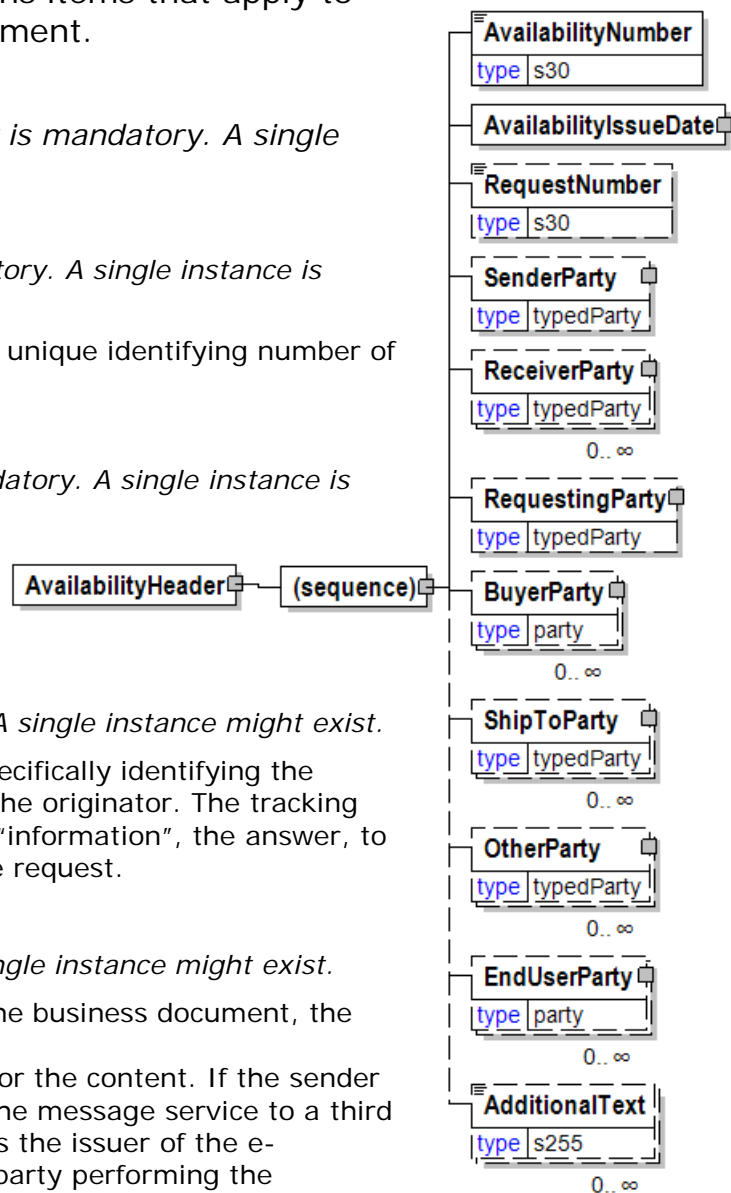 ns items that apply to
ment.
is mandatory. A single
tory. A single instance is
unique identifying number of
datory. A single instance is
A single instance might exist.
ecifically identifying the
he originator. The tracking
"information", the answer, to
e request.
ngle instance might exist.
he business document, the
or the content. If the sender
he message service to a third
s the issuer of the e-
party performing the
AvailabilityHeader
(sequence)
AvailabilityNumber
type s30
AvailabilityIssueDate
RequestNumber
type s30
SenderParty
type typedParty
ReceiverParty
type typedParty
0.. ∞
RequestingParty
type typedParty
BuyerParty
type party
0.. ∞
ShipToParty
type typedParty
0.. ∞
OtherParty
type typedParty
0.. ∞
EndUserParty
type party
0.. ∞
AdditionalText
type s255
0.. ∞